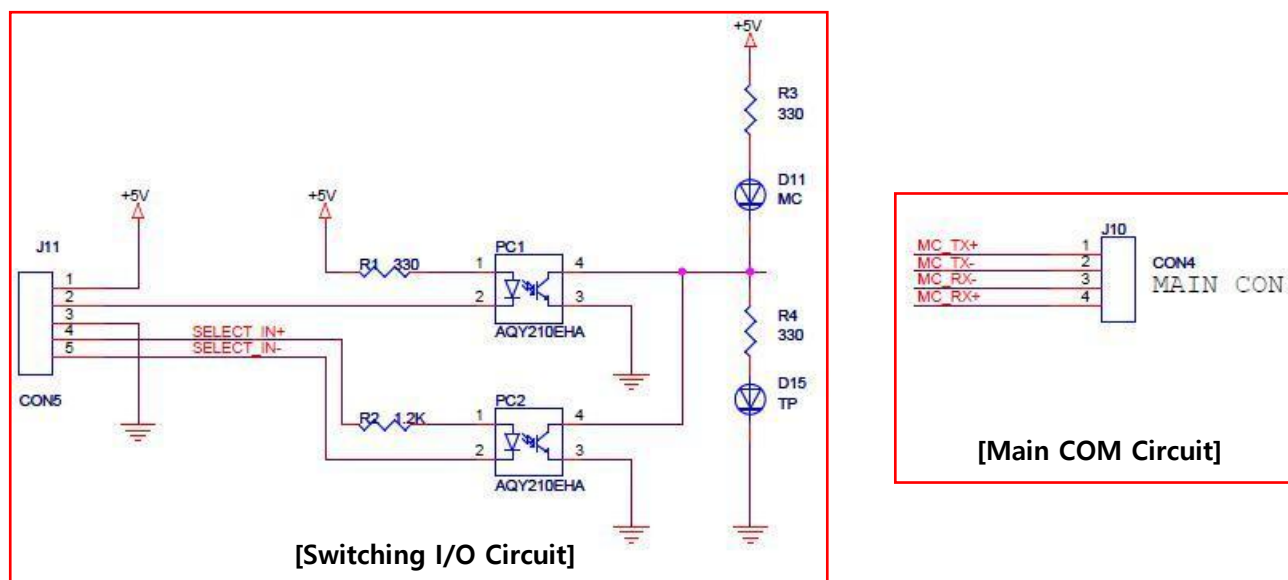 +5V
R3
330
D11
MC
+5V
+5V
J11
1
2
3
4
5
CON5
SELECT_IN+
SELECT_IN-
R1 330
PC1
1
4
2
3
AQY210EHA
R4
330
D15
TP
R2 1.2K
PC2
1
4
2
3
AQY210EHA
[Switching I/O Circuit]
MC_TX+
MC_TX-
MC_RX-
MC_RX+
1
2
3
4
J10
CON4
MAIN CON
[Main COM Circuit]